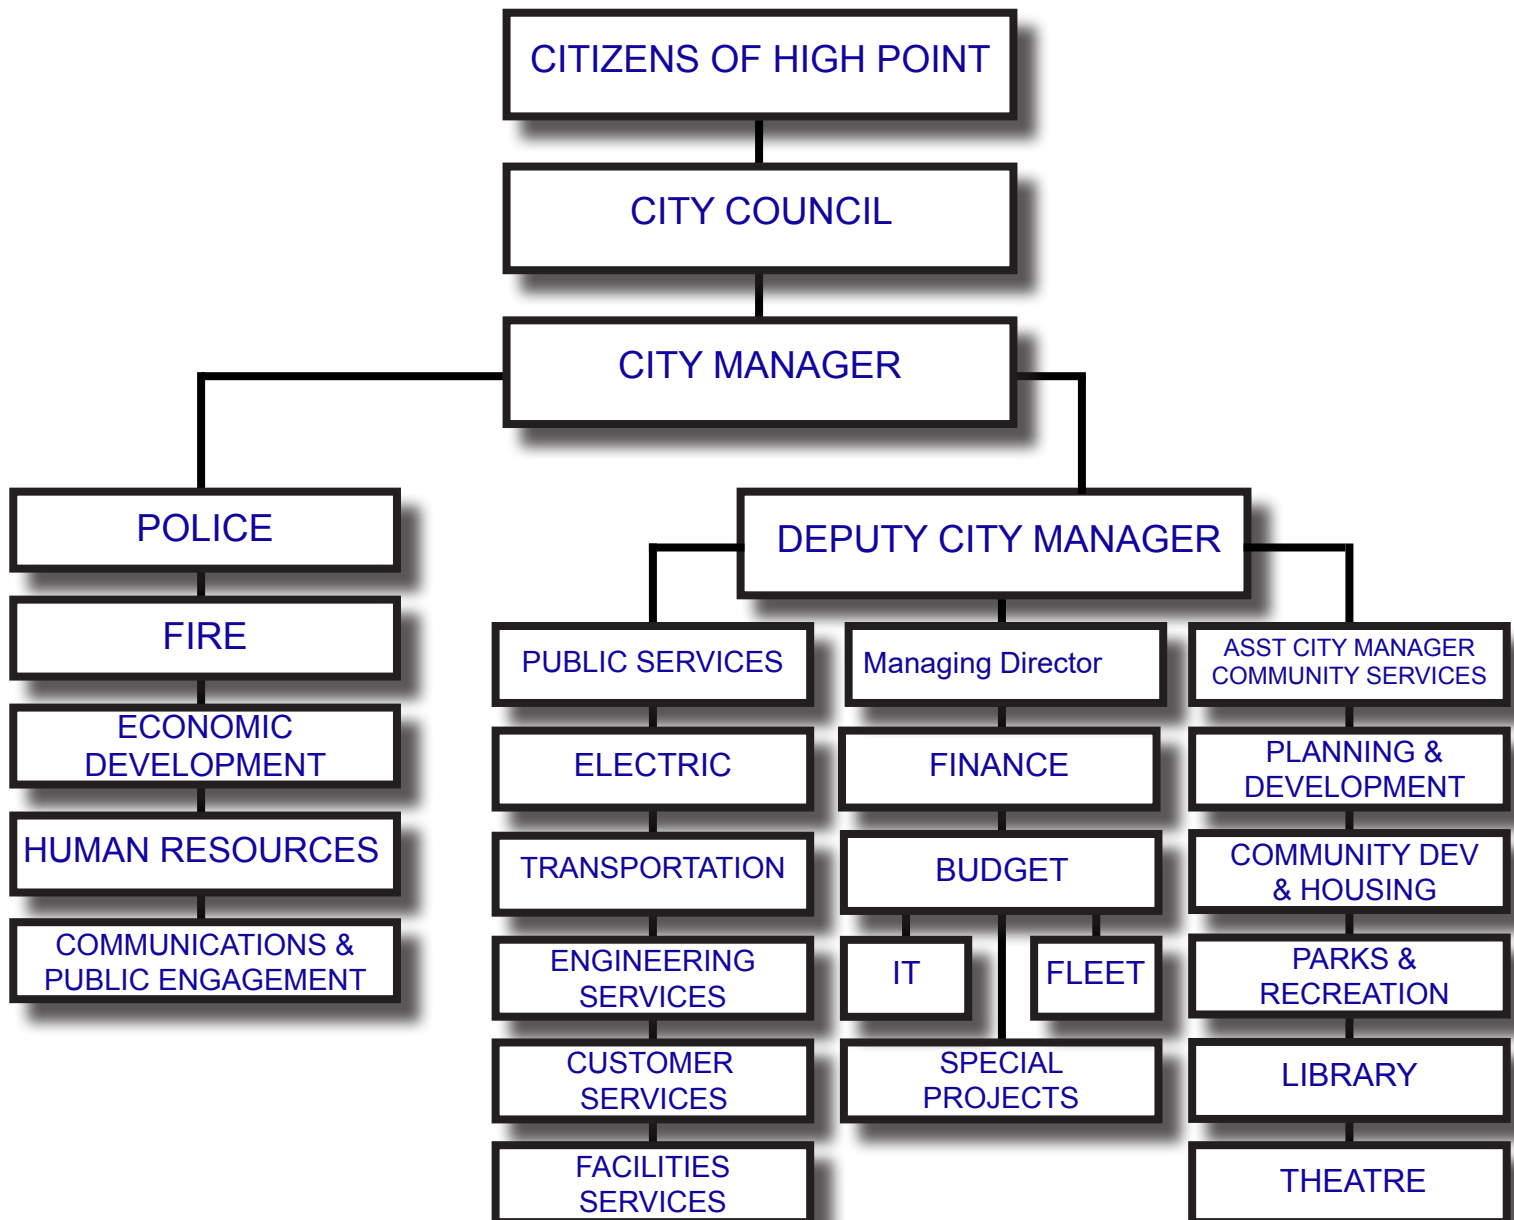 CITIZENS OF HIGH POINT
CITY COUNCIL
CITY MANAGER
POLICE
FIRE
ECONOMIC
DEVELOPMENT
HUMAN RESOURCES
COMMUNICATIONS &
PUBLIC ENGAGEMENT
DEPUTY CITY MANAGER
PUBLIC SERVICES
ELECTRIC
TRANSPORTATION
ENGINEERING
SERVICES
CUSTOMER
SERVICES
FACILITIES
SERVICES
Managing Director
FINANCE
BUDGET
IT
FLEET
SPECIAL
PROJECTS
ASST CITY MANAGER
COMMUNITY SERVICES
PLANNING &
DEVELOPMENT
COMMUNITY DEV
& HOUSING
PARKS &
RECREATION
LIBRARY
THEATRE